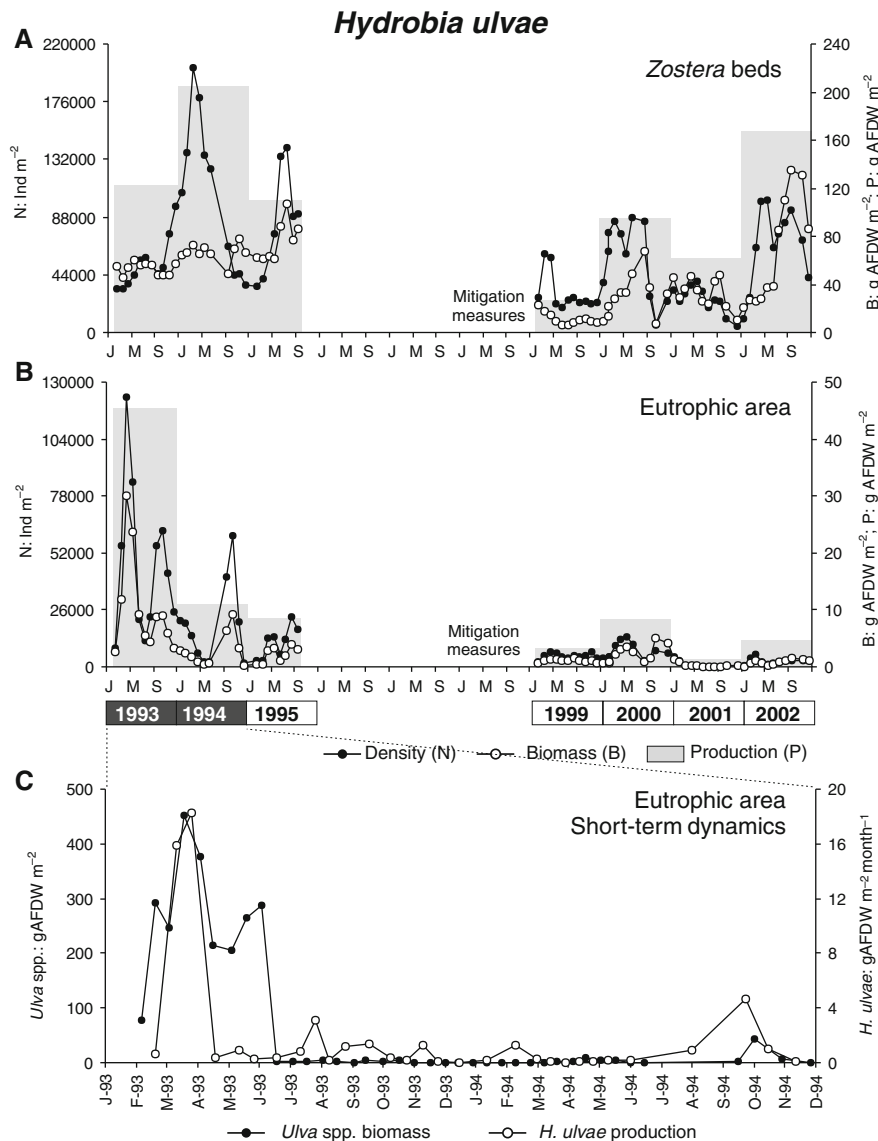 Hydrobia ulvae
A
Zostera beds
N: Ind m⁻²
220000
176000
132000
88000
44000
0
B: g AFDW m⁻²; P: g AFDW m⁻²
240
200
160
120
80
40
0
Mitigation
measures
J M S J M S J M S J M S J M S J M S J M S J M S J M S J M S
B
Eutrophic area
N: Ind m⁻²
130000
104000
78000
52000
26000
0
B: g AFDW m⁻²; P: g AFDW m⁻²
50
40
30
20
10
0
Mitigation
measures
J M S J M S J M S J M S J M S J M S J M S J M S J M S J M S
1993 1994 1995 1999 2000 2001 2002
Density (N) Biomass (B) Production (P)
C
Eutrophic area
Short-term dynamics
Ulva spp.: gAFDW m⁻²
500
400
300
200
100
0
H. ulvae: gAFDW m⁻² month⁻¹
20
16
12
8
4
0
J-93 F-93 M-93 A-93 M-93 J-93 J-93 A-93 S-93 O-93 N-93 D-93 J-94 F-94 M-94 A-94 M-94 J-94 J-94 A-94 S-94 O-94 N-94 D-94
Ulva spp. biomass H. ulvae production